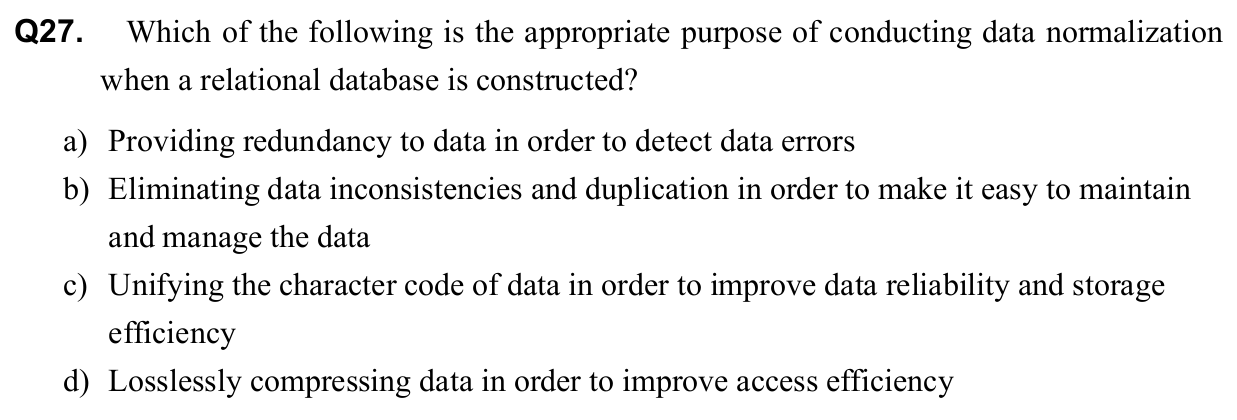 Q27. Which of the following is the appropriate purpose of conducting data normalization
when a relational database is constructed?
a) Providing redundancy to data in order to detect data errors
b) Eliminating data inconsistencies and duplication in order to make it easy to maintain
and manage the data
c) Unifying the character code of data in order to improve data reliability and storage
efficiency
d) Losslessly compressing data in order to improve access efficiency